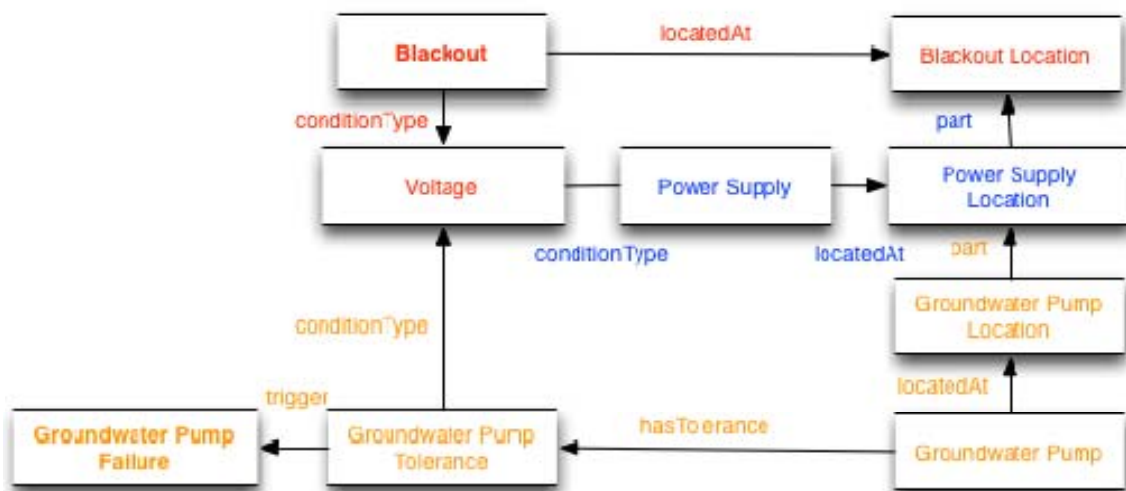 locatedAt
Blackout
Blackout Location
conditionType
part
Voltage
Power Supply
Power Supply
Location
conditionType
locatedAt
part
Groundwater Pump
Location
conditionType
locatedAt
trigger
hasTolerance
Groundwater Pump
Failure
Groundwater Pump
Tolerance
Groundwater Pump